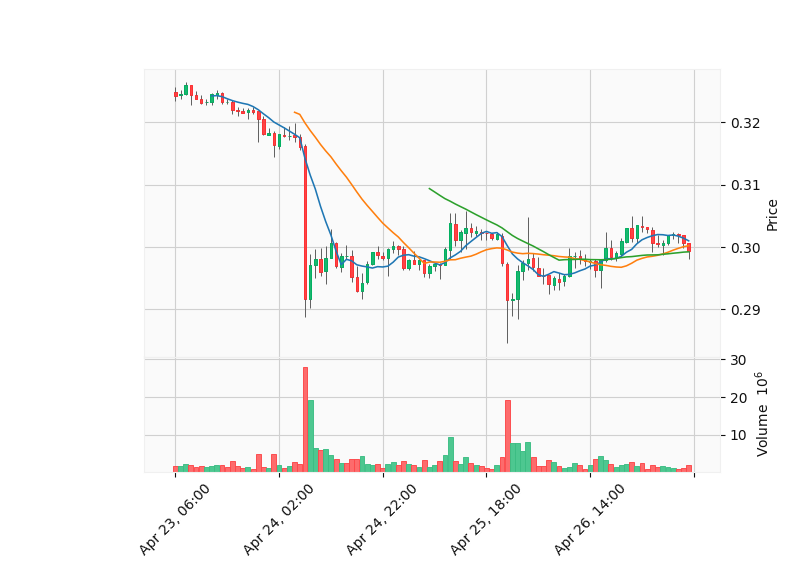 0.32
0.31
0.30
0.29
Price
30
20
10
Volume 10^6
Apr 23, 06:00
Apr 24, 02:00
Apr 24, 22:00
Apr 25, 18:00
Apr 26, 14:00